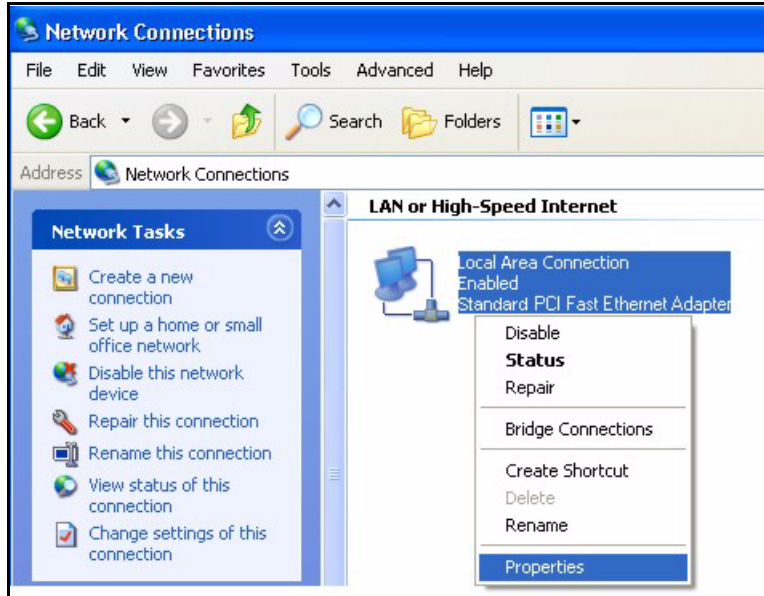 Network Connections
File Edit View Favorites Tools Advanced Help
Back Search Folders
Address Network Connections
Network Tasks
Create a new
connection
Set up a home or small
office network
Disable this network
device
Repair this connection
Rename this connection
View status of this
connection
Change settings of this
connection
LAN or High-Speed Internet
Local Area Connection
Enabled
Standard PCI Fast Ethernet Adapter
Disable
Status
Repair
Bridge Connections
Create Shortcut
Delete
Rename
Properties